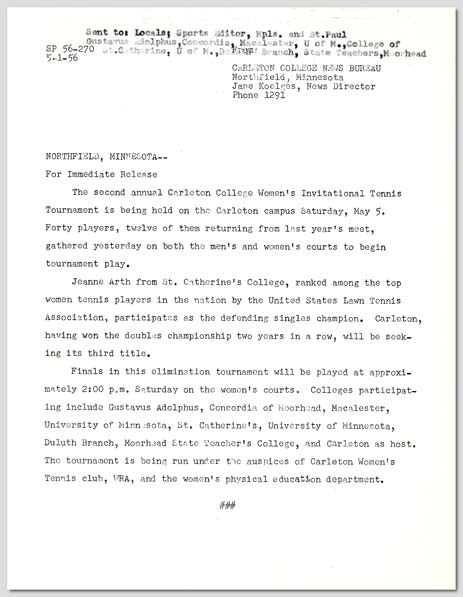 Sent to: Locals; Sports Editor, Mpls. and St.Paul
Gustavus Adolphus,Concordia, Macalester, U of M.,College of
SP 56-270 St.Catherine, U of M., Branch, State Teachers,Moorhead
5-1-56
CARLETON COLLEGE NEWS BUREAU
Northfield, Minnesota
Jane Koelges, News Director
Phone 1291
NORTHFIELD, MINNESOTA--
For Immediate Release
The second annual Carleton College Women's Invitational Tennis
Tournament is being held on the Carleton campus Saturday, May 5.
Forty players, twelve of them returning from last year's meet,
gathered yesterday on both the men's and women's courts to begin
tournament play.
Jeanne Arth from St. Catherine's College, ranked among the top
women tennis players in the nation by the United States Lawn Tennis
Association, participates as the defending singles champion. Carleton,
having won the doubles championship two years in a row, will be seek-
ing its third title.
Finals in this elimination tournament will be played at approxi-
mately 2:00 p.m. Saturday on the women's courts. Colleges participat-
ing include Gustavus Adolphus, Concordia of Moorhead, Macalester,
University of Minnesota, St. Catherine's, University of Minnesota,
Duluth Branch, Moorhead State Teacher's College, and Carleton as host.
The tournament is being run under the auspices of Carleton Women's
Tennis club, WRA, and the women's physical education department.
###